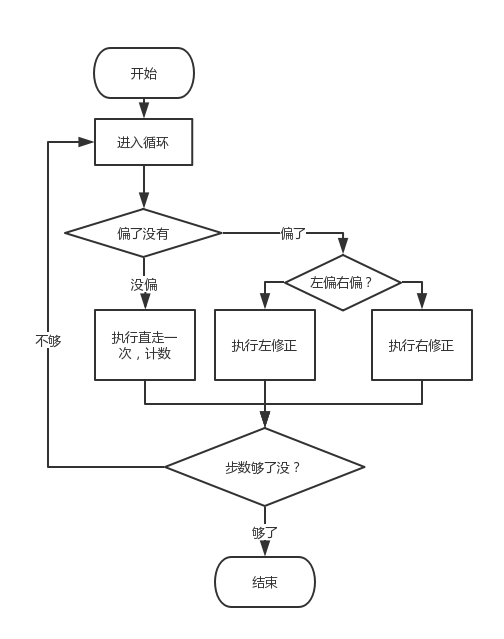 开始
进入循环
偏了没有
偏了
左偏右偏？
没偏
执行直走一
次，计数
执行左修正
执行右修正
不够
步数够了没？
够了
结束